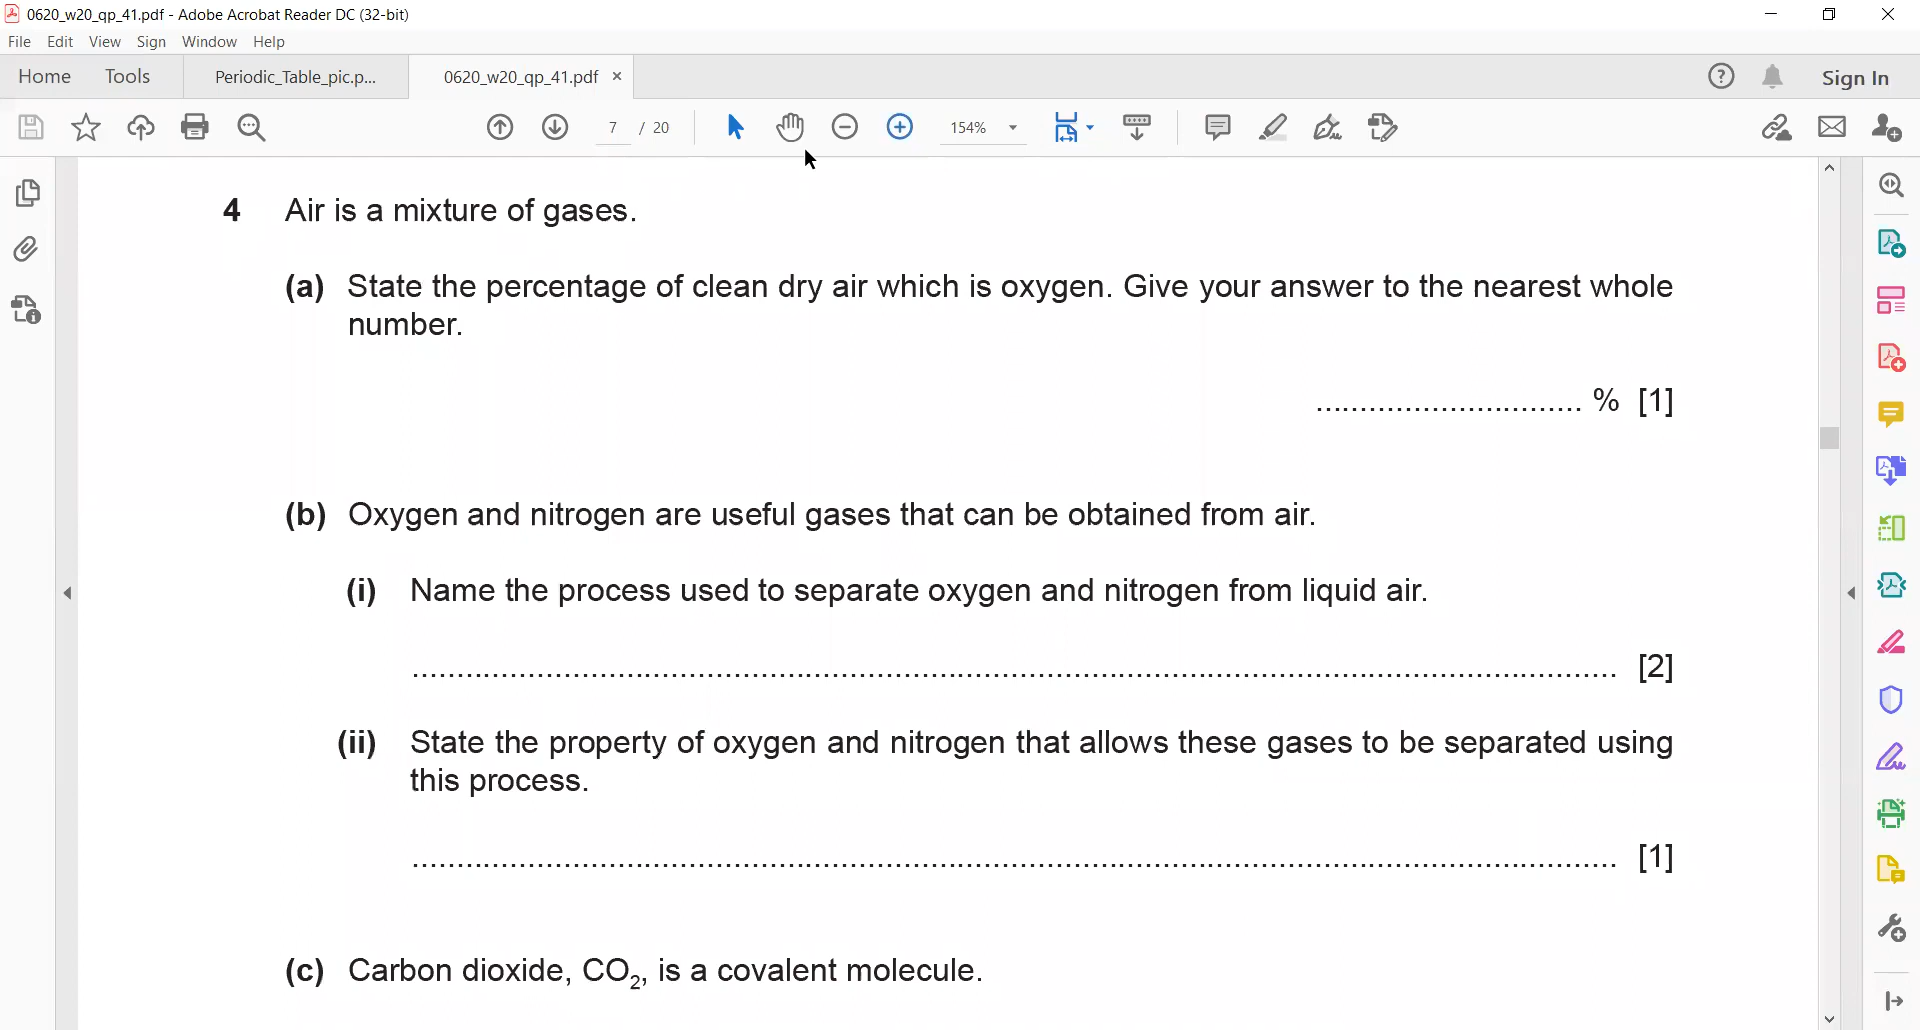 0620_w20_qp_41.pdf - Adobe Acrobat Reader DC (32-bit)
File Edit View Sign Window Help
Home Tools Periodic_Table_pic.p... 0620_w20_qp_41.pdf × Sign In
7 / 20 154%
4 Air is a mixture of gases.
(a) State the percentage of clean dry air which is oxygen. Give your answer to the nearest whole
number.
.............................. % [1]
(b) Oxygen and nitrogen are useful gases that can be obtained from air.
(i) Name the process used to separate oxygen and nitrogen from liquid air.
.................................................................................................................................. [2]
(ii) State the property of oxygen and nitrogen that allows these gases to be separated using
this process.
.................................................................................................................................. [1]
(c) Carbon dioxide, CO₂, is a covalent molecule.